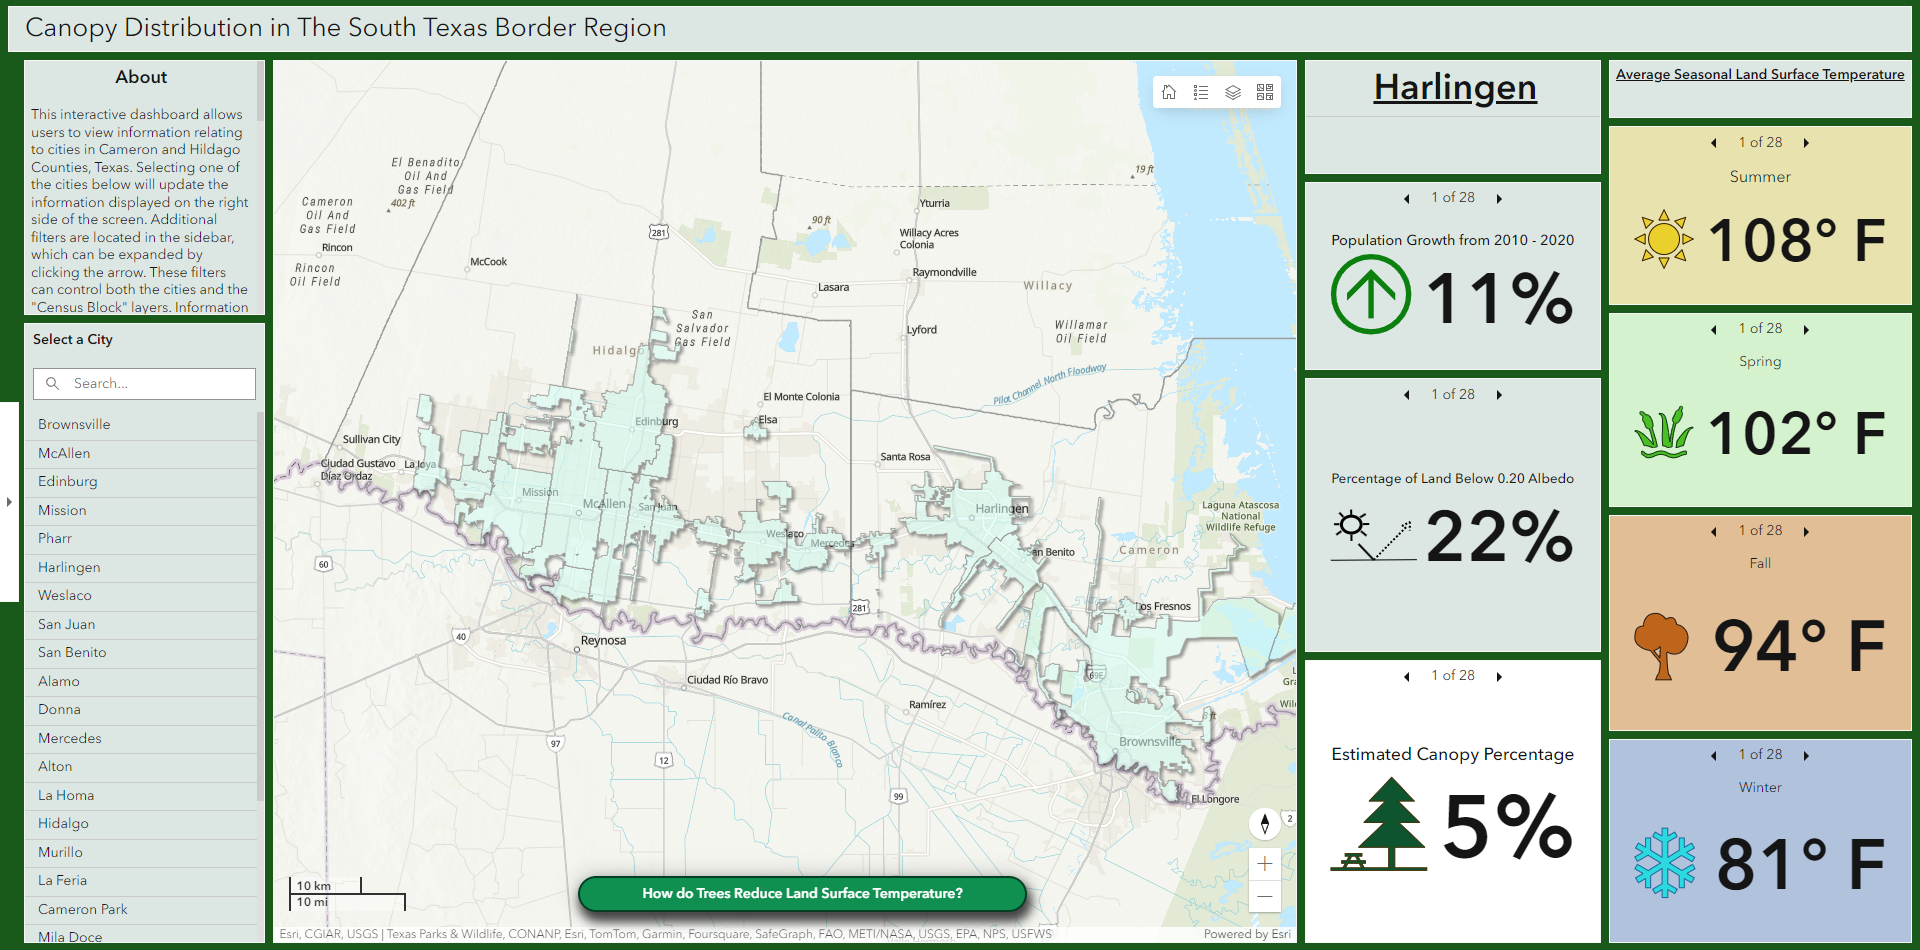 Canopy Distribution in The South Texas Border Region
About
This interactive dashboard allows
users to view information relating
to cities in Cameron and Hildago
Counties, Texas. Selecting one of
the cities below will update the
information displayed on the right
side of the screen. Additional
filters are located in the sidebar,
which can be expanded by
clicking the arrow. These filters
can control both the cities and the
"Census Block" layers. Information
Select a City
Search...
Brownsville
McAllen
Edinburg
Mission
Pharr
Harlingen
Weslaco
San Juan
San Benito
Alamo
Donna
Mercedes
Alton
La Homa
Hidalgo
Murillo
La Feria
Cameron Park
Mila Doce
El Benadito
Oil And
Gas Field
402 ft
Cameron
Oil And
Gas Field
Rincon
Rincon
Oil Field
McCook
281
90 ft
19 ft
Yturria
Willacy Acres
Colonia
Raymondville
Lasara
Willacy
San
Salvador
Gas Field
Lyford
Willamar
Oil Field
Hidalgo
Pilot Channel North Floodway
El Monte Colonia
Elsa
Edinburg
Sullivan City
Ciudad Gustavo
Díaz Ordaz
La Joya
Santa Rosa
Mission
McAllen
San Juan
Weslaco
Mercedes
Harlingen
San Benito
Laguna Atascosa
National
Wildlife Refuge
Cameron
60
281
Los Fresnos
40
Reynosa
Ciudad Río Bravo
69E
Ramírez
Canal Palito Blanco
8 ft
Brownsville
97
12
99
El Longore
2
10 km
10 mi
How do Trees Reduce Land Surface Temperature?
Esri, CGIAR, USGS | Texas Parks & Wildlife, CONANP, Esri, TomTom, Garmin, Foursquare, SafeGraph, FAO, METI/NASA, USGS, EPA, NPS, USFWS
Powered by Esri
Harlingen
1 of 28
Population Growth from 2010 - 2020
11%
1 of 28
Percentage of Land Below 0.20 Albedo
22%
1 of 28
Estimated Canopy Percentage
5%
Average Seasonal Land Surface Temperature
1 of 28
Summer
108° F
1 of 28
Spring
102° F
1 of 28
Fall
94° F
1 of 28
Winter
81° F